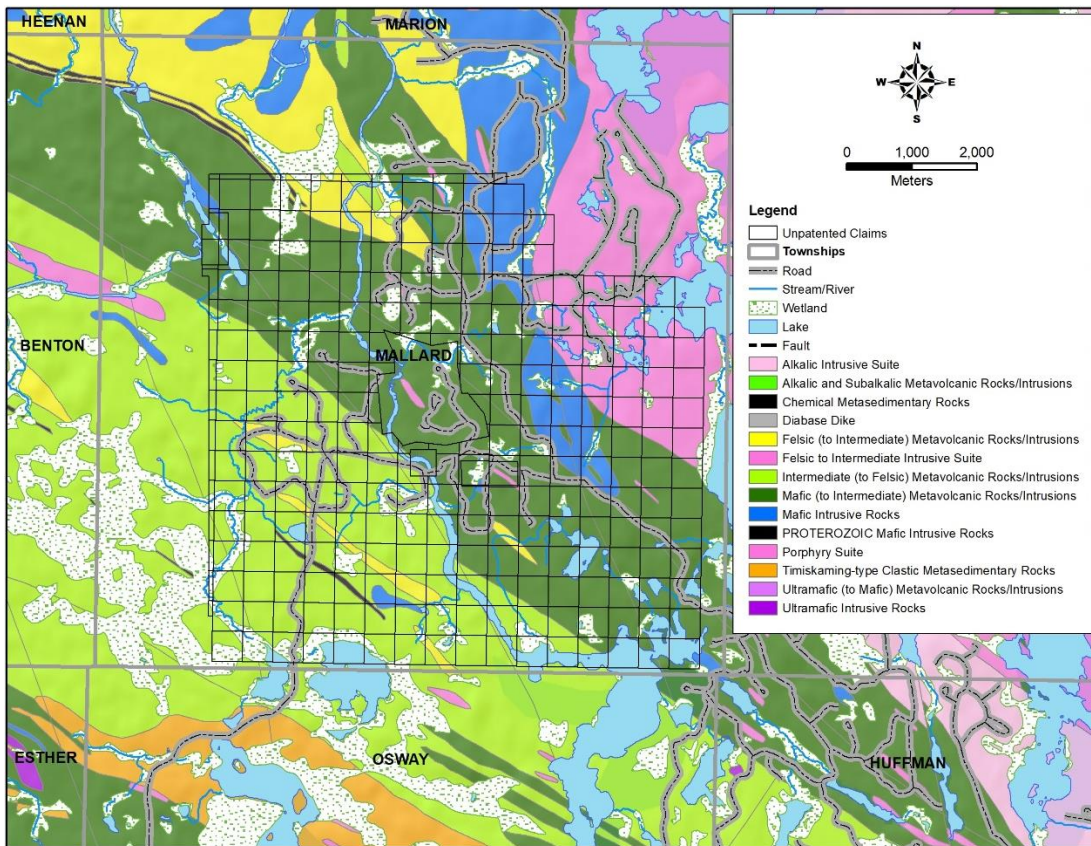 HEENAN
MARION
N
W E
S
0 1,000 2,000
Meters
Legend
Unpatented Claims
Townships
Road
Stream/River
Wetland
Lake
Fault
Alkalic Intrusive Suite
Alkalic and Subalkalic Metavolcanic Rocks/Intrusions
Chemical Metasedimentary Rocks
Diabase Dike
Felsic (to Intermediate) Metavolcanic Rocks/Intrusions
Felsic to Intermediate Intrusive Suite
Intermediate (to Felsic) Metavolcanic Rocks/Intrusions
Mafic (to Intermediate) Metavolcanic Rocks/Intrusions
Mafic Intrusive Rocks
PROTEROZOIC Mafic Intrusive Rocks
Porphyry Suite
Timiskaming-type Clastic Metasedimentary Rocks
Ultramafic (to Mafic) Metavolcanic Rocks/Intrusions
Ultramafic Intrusive Rocks
BENTON
MALLARD
ESTHER
OSWAY
HUFFMAN